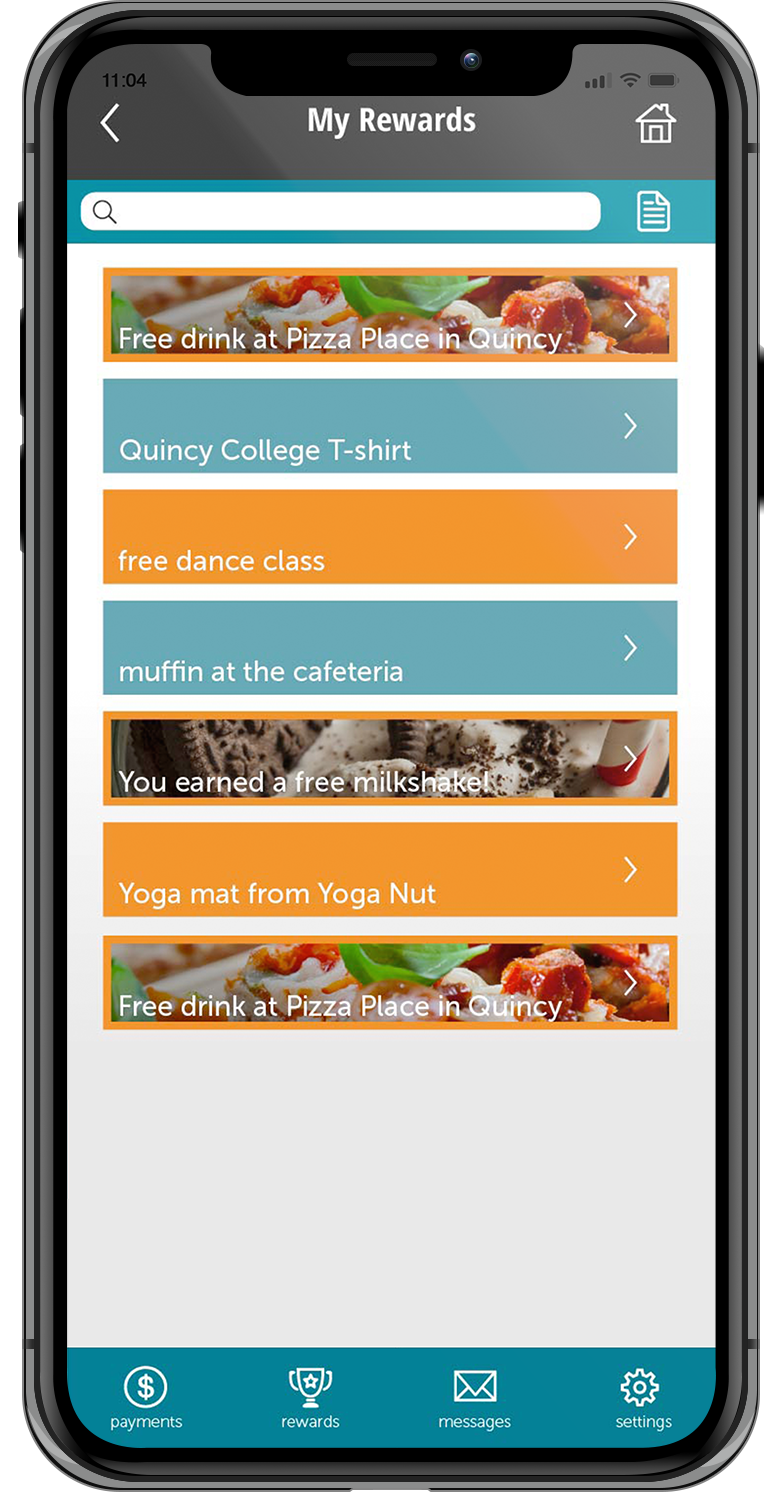 11:04
My Rewards
Free drink at Pizza Place in Quincy
Quincy College T-shirt
free dance class
muffin at the cafeteria
You earned a free milkshake!
Yoga mat from Yoga Nut
Free drink at Pizza Place in Quincy
payments
rewards
messages
settings